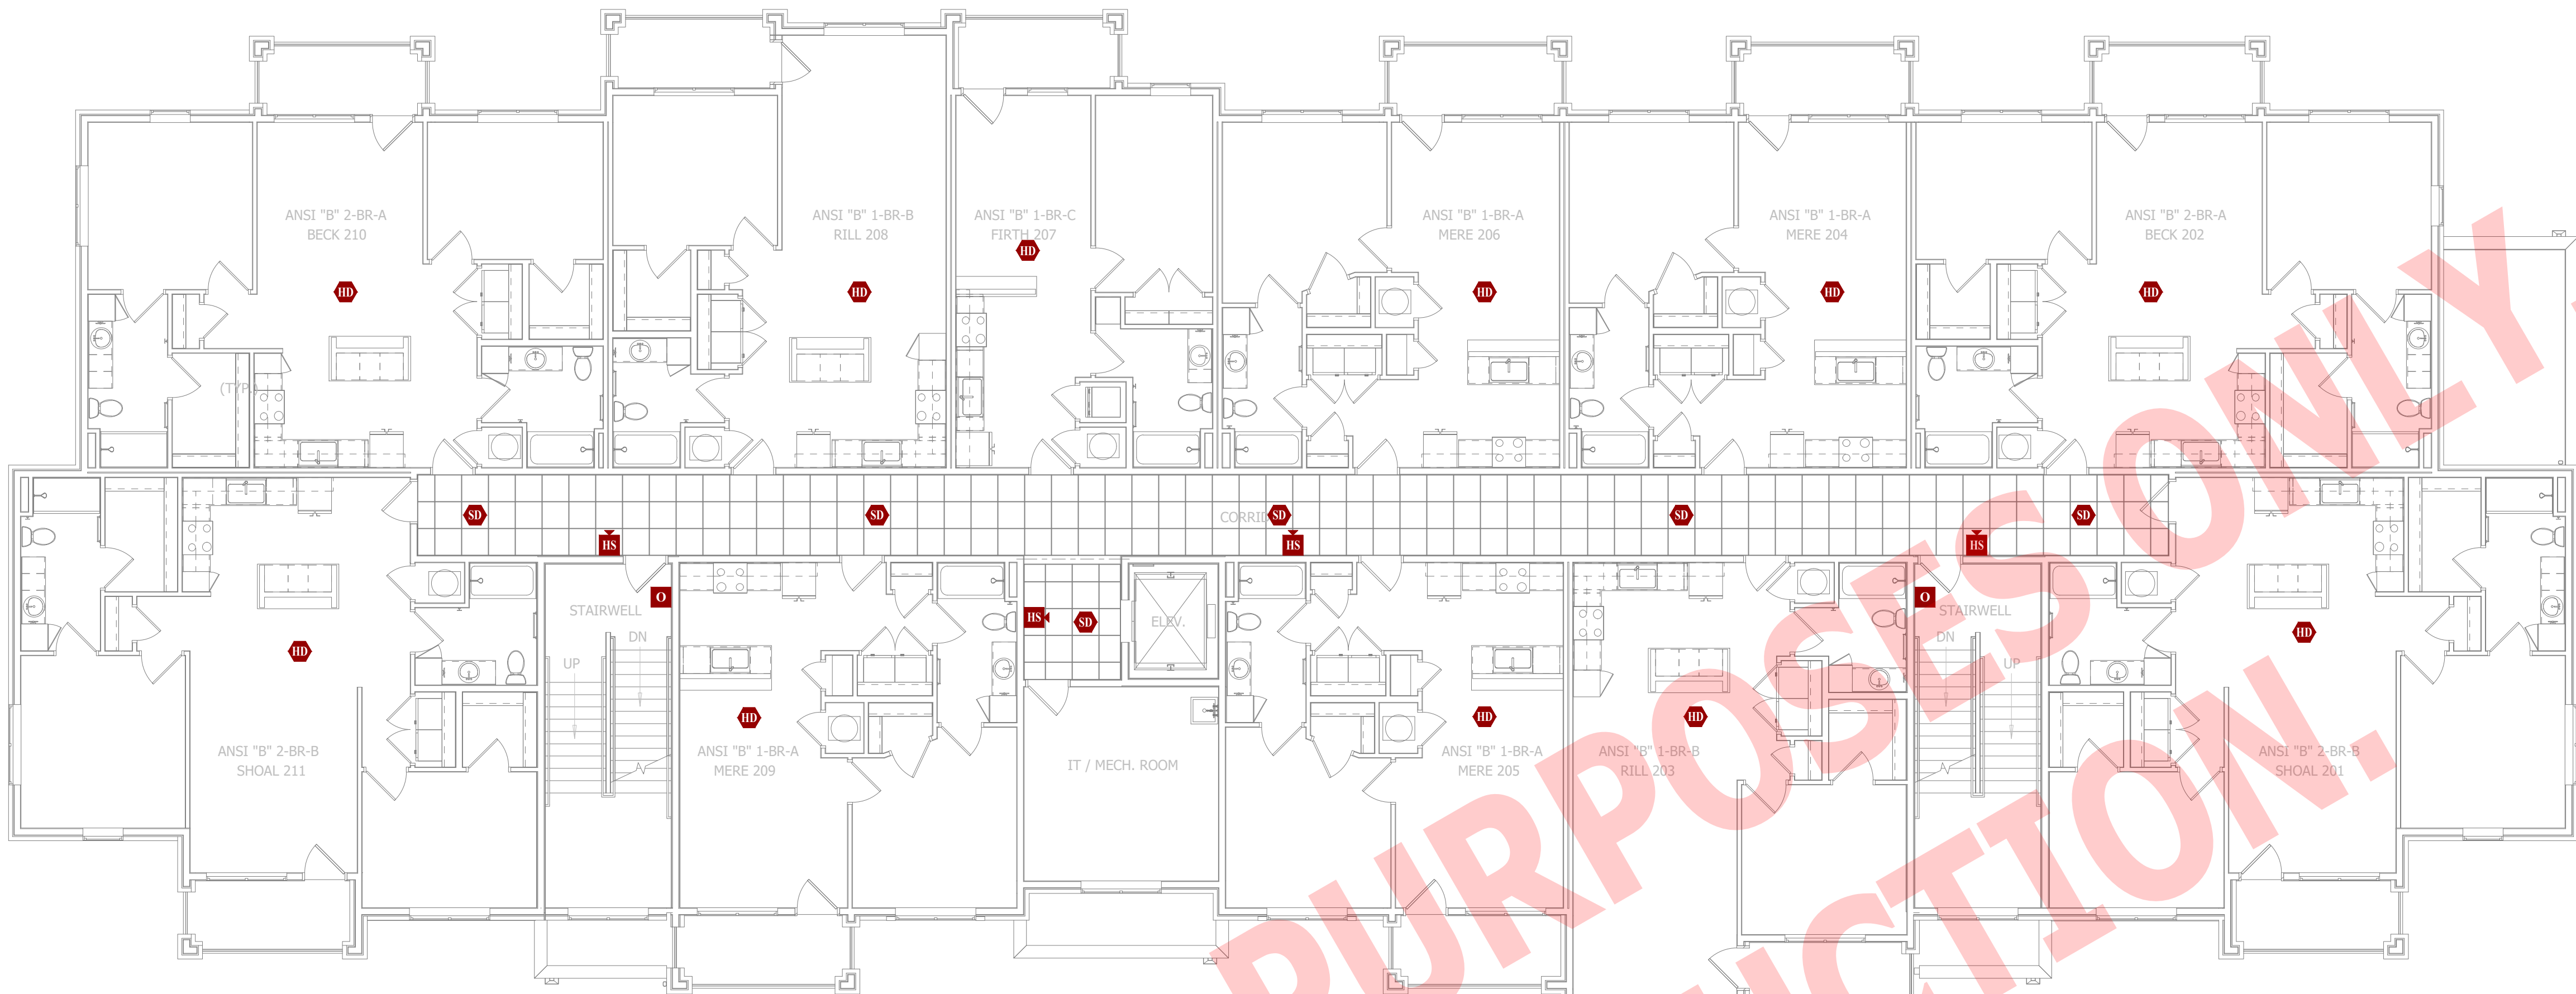 ANSI "B" 2-BR-A
BECK 210
HD
ANSI "B" 1-BR-B
RILL 208
HD
ANSI "B" 1-BR-C
FIRTH 207
HD
ANSI "B" 1-BR-A
MERE 206
HD
ANSI "B" 1-BR-A
MERE 204
HD
ANSI "B" 2-BR-A
BECK 202
HD
(TYP.)
SD
SD
SD
SD
SD
CORRID
HS
HS
HS
O
STAIRWELL
DN
UP
HS
SD
ELEV.
O
STAIRWELL
DN
UP
HD
ANSI "B" 2-BR-B
SHOAL 211
HD
ANSI "B" 1-BR-A
MERE 209
IT / MECH. ROOM
HD
ANSI "B" 1-BR-A
MERE 205
HD
ANSI "B" 1-BR-B
RILL 203
HD
ANSI "B" 2-BR-B
SHOAL 201
PURPOSES ONLY
UCTION.